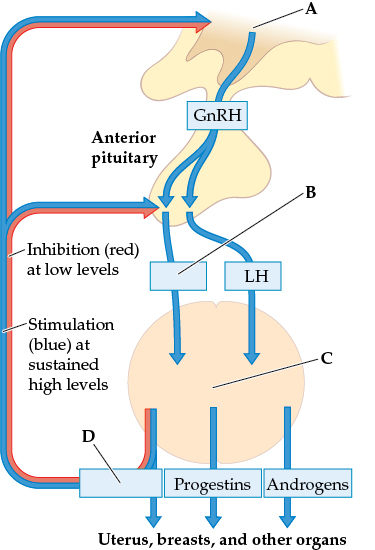 A
GnRH
Anterior
pituitary
B
Inhibition (red)
at low levels
LH
Stimulation
(blue) at
sustained
high levels
C
D
Progestins
Androgens
Uterus, breasts, and other organs